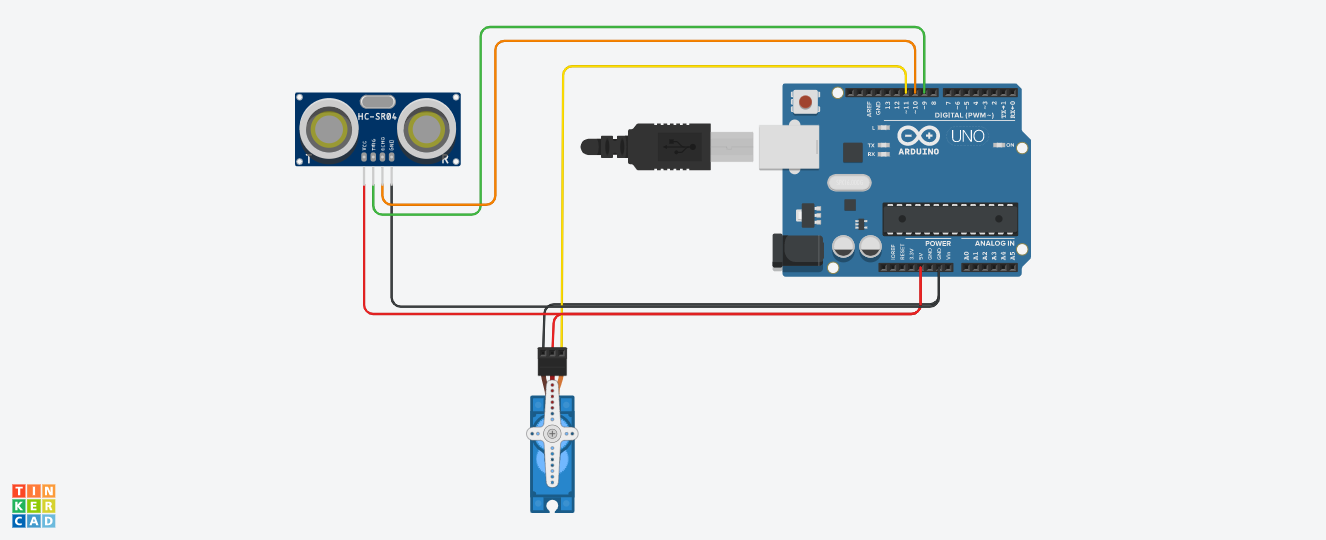 HC-SR04
T
R
VCC
TRIG
ECHO
GND
AREF
GND
13
12
~11
~10
~9
8
7
~6
~5
4
~3
2
TX→1
RX←0
DIGITAL (PWM~)
L
TX
RX
ARDUINO
UNO
ON
POWER
ANALOG IN
IOREF
RESET
3.3V
5V
GND
GND
Vin
A0
A1
A2
A3
A4
A5
TIN
KER
CAD